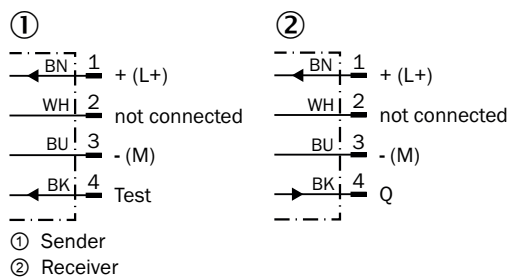 ① ②
BN 1 + (L+) BN 1 + (L+)
WH 2 not connected WH 2 not connected
BU 3 - (M) BU 3 - (M)
BK 4 Test BK 4 Q
① Sender
② Receiver